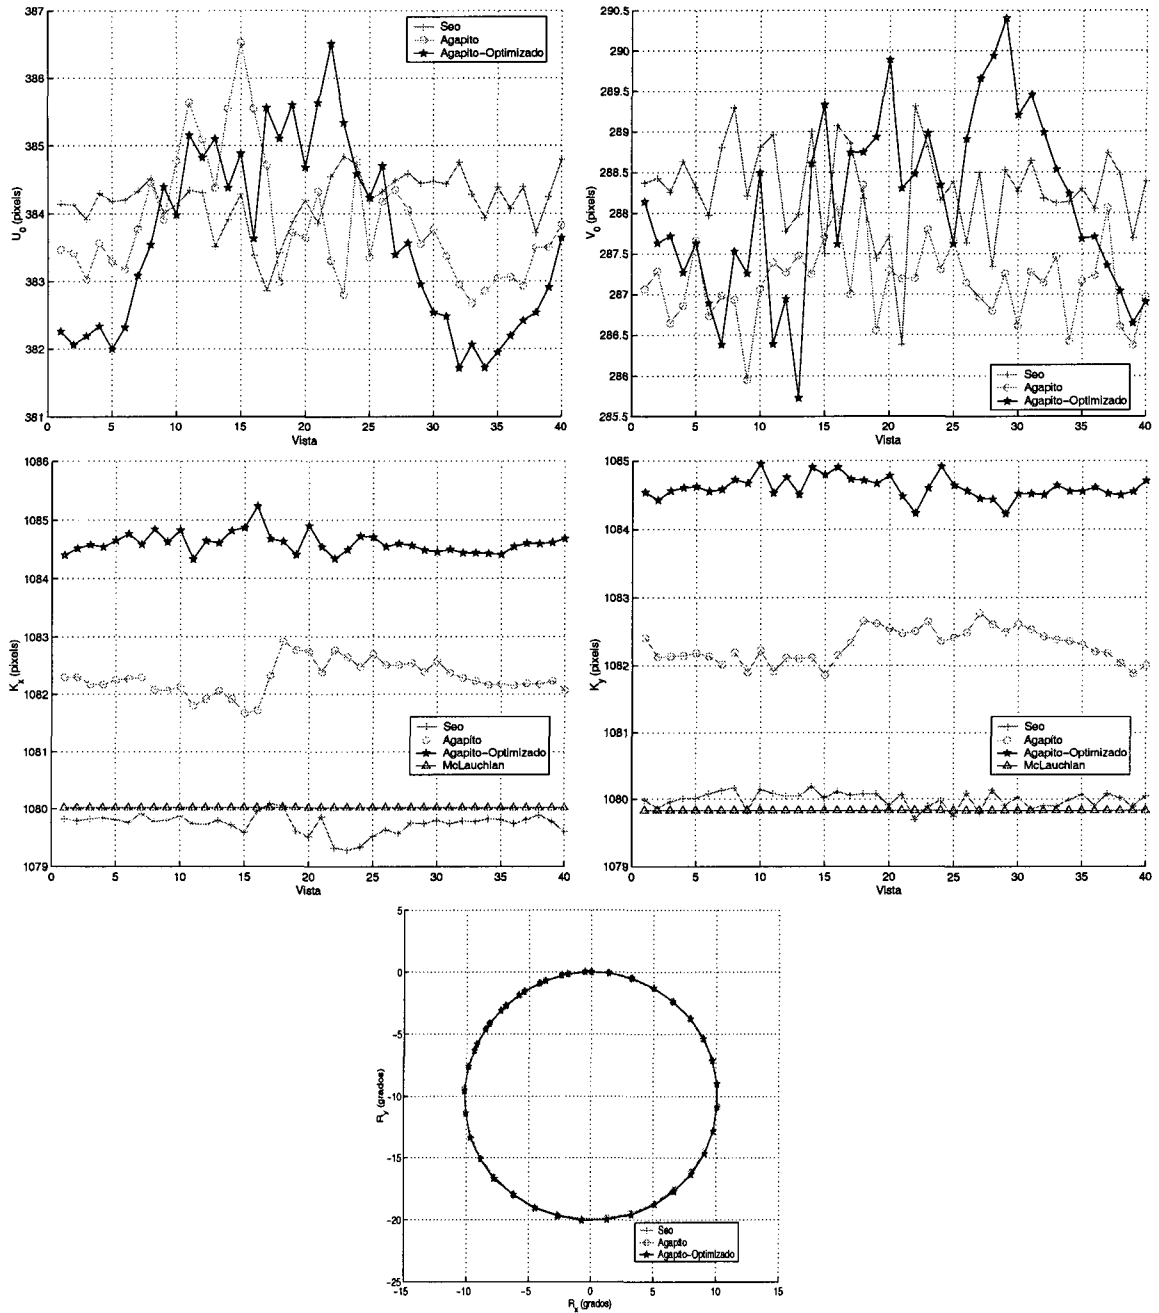 387
386
385
384
383
382
381
U0 (pixels)
0 5 10 15 20 25 30 35 40
Vista
Seo
Agapito
Agapito-Optimizado
290.5
290
289.5
289
288.5
288
287.5
287
286.5
286
285.5
V0 (pixels)
0 5 10 15 20 25 30 35 40
Vista
Seo
Agapito
Agapito-Optimizado
1086
1085
1084
1083
1082
1081
1080
1079
Kx (pixels)
0 5 10 15 20 25 30 35 40
Vista
Seo
Agapito
Agapito-Optimizado
McLauchlan
1085
1084
1083
1082
1081
1080
1079
Ky (pixels)
0 5 10 15 20 25 30 35 40
Vista
Seo
Agapito
Agapito-Optimizado
McLauchlan
5
0
-5
-10
-15
-20
-25
Ry (grados)
-15 -10 -5 0 5 10 15
Rx (grados)
Seo
Agapito
Agapito-Optimizado